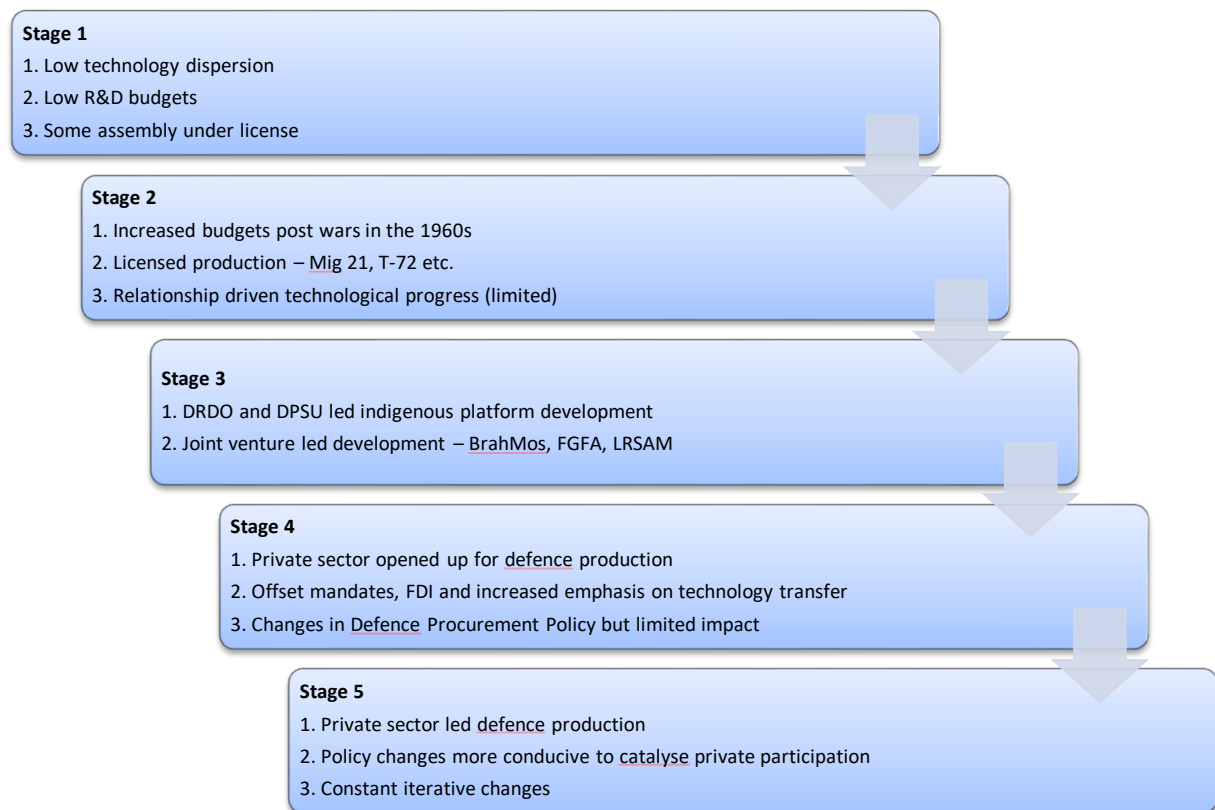 Stage 1
1. Low technology dispersion
2. Low R&D budgets
3. Some assembly under license
Stage 2
1. Increased budgets post wars in the 1960s
2. Licensed production – Mig 21, T-72 etc.
3. Relationship driven technological progress (limited)
Stage 3
1. DRDO and DPSU led indigenous platform development
2. Joint venture led development – BrahMos, FGFA, LRSAM
Stage 4
1. Private sector opened up for defence production
2. Offset mandates, FDI and increased emphasis on technology transfer
3. Changes in Defence Procurement Policy but limited impact
Stage 5
1. Private sector led defence production
2. Policy changes more conducive to catalyse private participation
3. Constant iterative changes